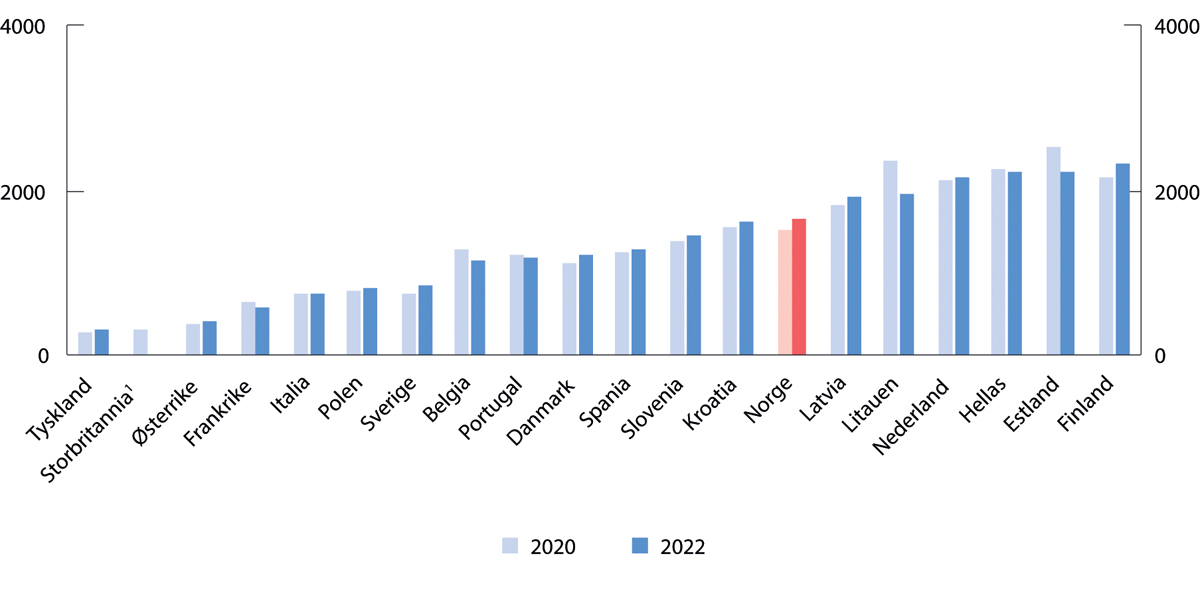 4000
4000
2000
2000
0
0
Tyskland
Storbritannia¹
Østerrike
Frankrike
Italia
Polen
Sverige
Belgia
Portugal
Danmark
Spania
Slovenia
Kroatia
Norge
Latvia
Litauen
Nederland
Hellas
Estland
Finland
2020
2022